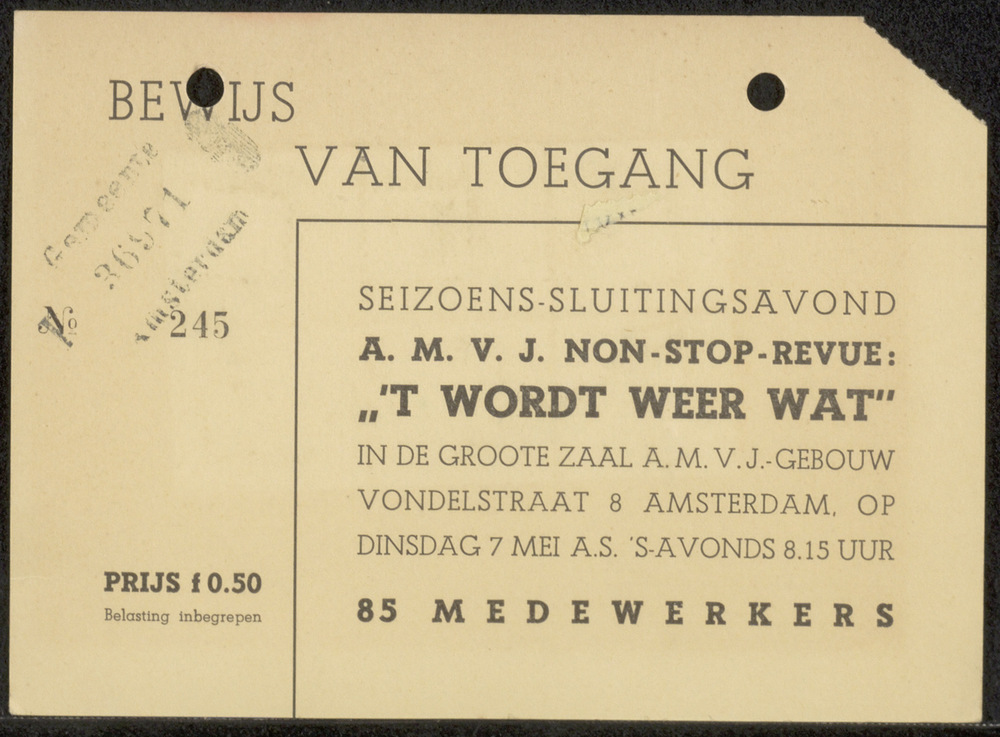 BEWIJS
VAN TOEGANG
Gemeente
36971
Amsterdam
No 245
SEIZOENS-SLUITINGSAVOND
A. M. V. J. NON-STOP-REVUE:
„'T WORDT WEER WAT"
IN DE GROOTE ZAAL A.M.V.J.-GEBOUW
VONDELSTRAAT 8 AMSTERDAM, OP
DINSDAG 7 MEI A.S. 'S-AVONDS 8.15 UUR
85 MEDEWERKERS
PRIJS f 0.50
Belasting inbegrepen